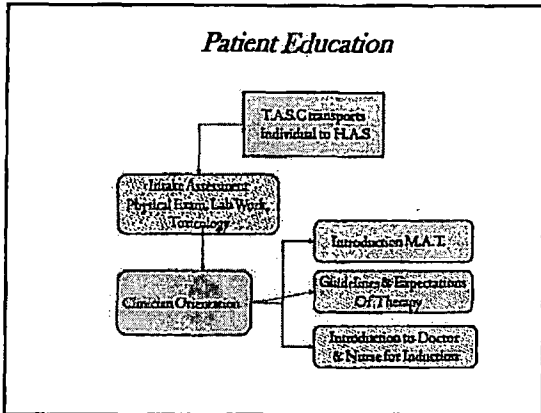 Patient Education
T.A.S.C transports
Individual to H.A.S.
Intake Assessment
Physical Exam, Lab Work,
Toxicology
Clinician Orientation
Introduction M.A.T.
Guidelines & Expectations
Of Therapy
Introduction to Doctor
& Nurse for Induction